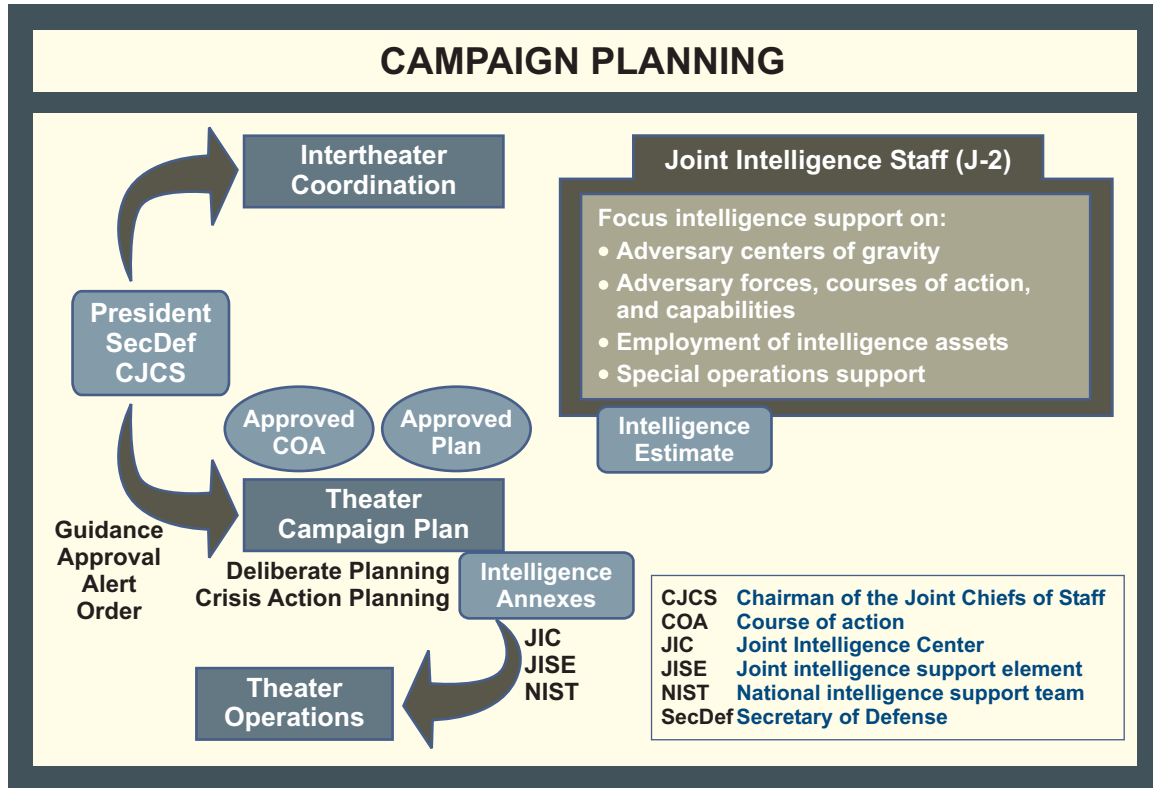 CAMPAIGN PLANNING
Intertheater
Coordination
President
SecDef
CJCS
Guidance
Approval
Alert
Order
Approved
COA
Approved
Plan
Theater
Campaign Plan
Deliberate Planning
Crisis Action Planning
Intelligence
Annexes
JIC
JISE
NIST
Theater
Operations
Joint Intelligence Staff (J-2)
Focus intelligence support on:
• Adversary centers of gravity
• Adversary forces, courses of action,
and capabilities
• Employment of intelligence assets
• Special operations support
Intelligence
Estimate
CJCS Chairman of the Joint Chiefs of Staff
COA Course of action
JIC Joint Intelligence Center
JISE Joint intelligence support element
NIST National intelligence support team
SecDef Secretary of Defense